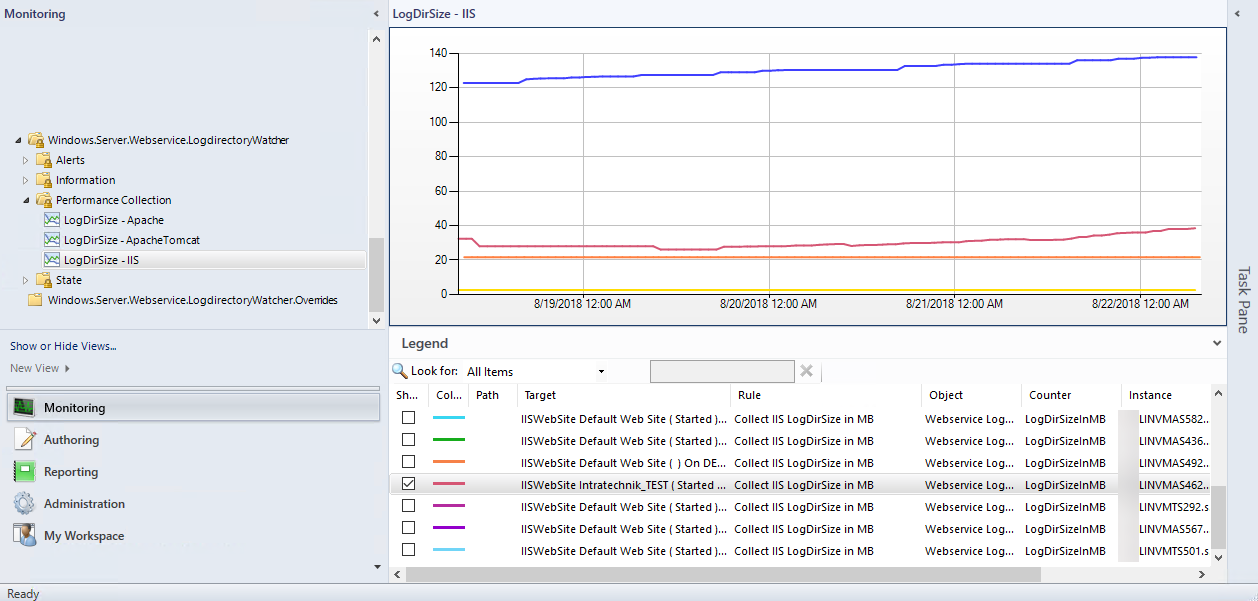 Monitoring
Windows.Server.Webservice.LogdirectoryWatcher
Alerts
Information
Performance Collection
LogDirSize - Apache
LogDirSize - ApacheTomcat
LogDirSize - IIS
State
Windows.Server.Webservice.LogdirectoryWatcher.Overrides
Show or Hide Views...
New View
Monitoring
Authoring
Reporting
Administration
My Workspace
Ready
LogDirSize - IIS
140
120
100
80
60
40
20
0
8/19/2018 12:00 AM 8/20/2018 12:00 AM 8/21/2018 12:00 AM 8/22/2018 12:00 AM
Legend
Look for: All Items
Sh... Col... Path Target Rule Object Counter Instance
IISWebSite Default Web Site ( Started )... Collect IIS LogDirSize in MB Webservice Log... LogDirSizeInMB LINVMAS582..
IISWebSite Default Web Site ( Started )... Collect IIS LogDirSize in MB Webservice Log... LogDirSizeInMB LINVMAS436..
IISWebSite Default Web Site ( ) On DE... Collect IIS LogDirSize in MB Webservice Log... LogDirSizeInMB LINVMAS492..
IISWebSite Intratechnik_TEST ( Started ... Collect IIS LogDirSize in MB Webservice Log... LogDirSizeInMB LINVMAS462..
IISWebSite Default Web Site ( Started )... Collect IIS LogDirSize in MB Webservice Log... LogDirSizeInMB LINVMTS292.s
IISWebSite Default Web Site ( Started )... Collect IIS LogDirSize in MB Webservice Log... LogDirSizeInMB LINVMAS567..
IISWebSite Default Web Site ( Started )... Collect IIS LogDirSize in MB Webservice Log... LogDirSizeInMB LINVMTS501.s
Task Pane